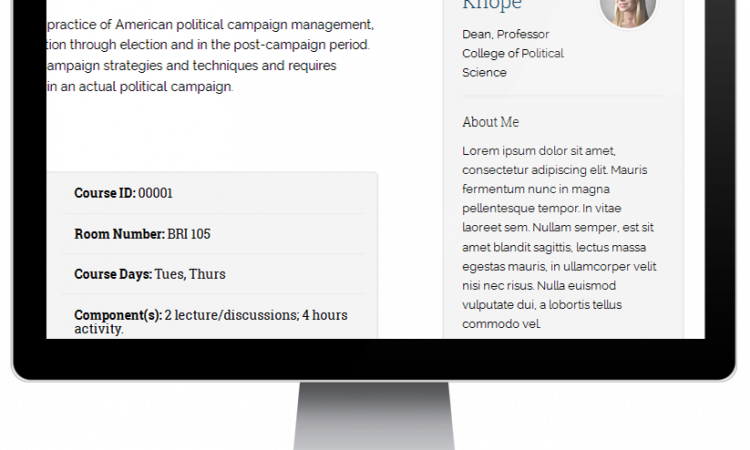 practice of American political campaign management,
tion through election and in the post-campaign period.
ampaign strategies and techniques and requires
in an actual political campaign.
Course ID: 00001
Room Number: BRI 105
Course Days: Tues, Thurs
Component(s): 2 lecture/discussions; 4 hours
activity.
Knope
Dean, Professor
College of Political
Science
About Me
Lorem ipsum dolor sit amet,
consectetur adipiscing elit. Mauris
fermentum nunc in magna
pellentesque tempor. In vitae
laoreet sem. Nullam semper, est sit
amet blandit sagittis, lectus massa
egestas mauris, in ullamcorper velit
nisi nec risus. Nulla euismod
vulputate dui, a lobortis tellus
commodo vel.